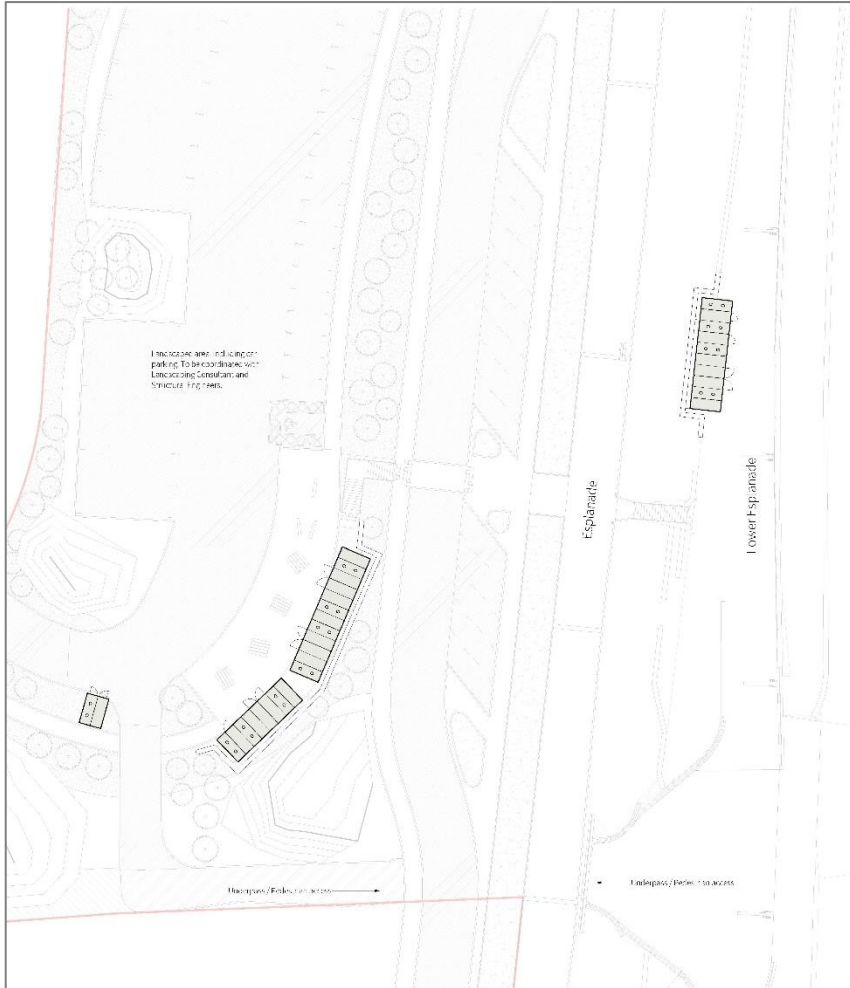 Landscaped area, including car
parking. To be coordinated with
Landscaping Consultant and
Structural Engineers.
Esplanade
Lower Esplanade
Underpass / Pedestrian access
Underpass / Pedestrian access